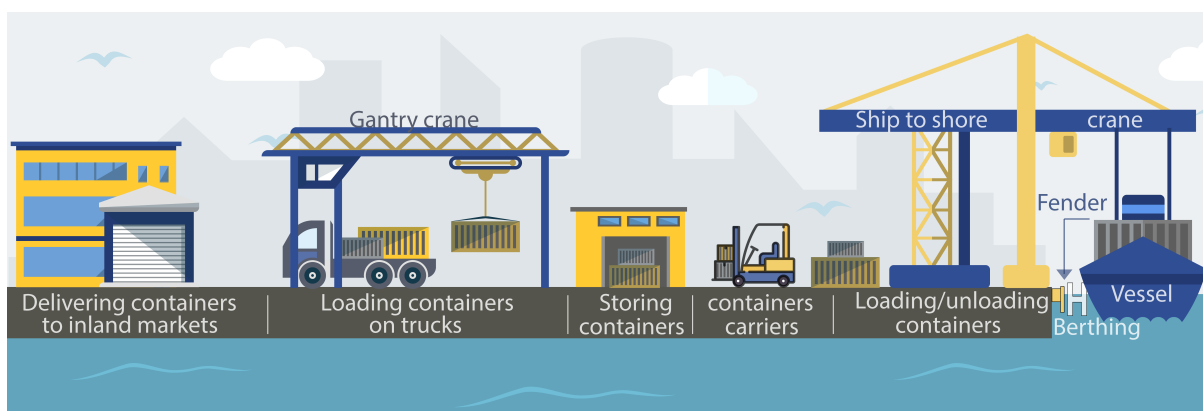 Gantry crane
Ship to shore crane
Fender
Vessel
Delivering containers
to inland markets
Loading containers
on trucks
Storing
containers
containers
carriers
Loading/unloading
containers
Berthing